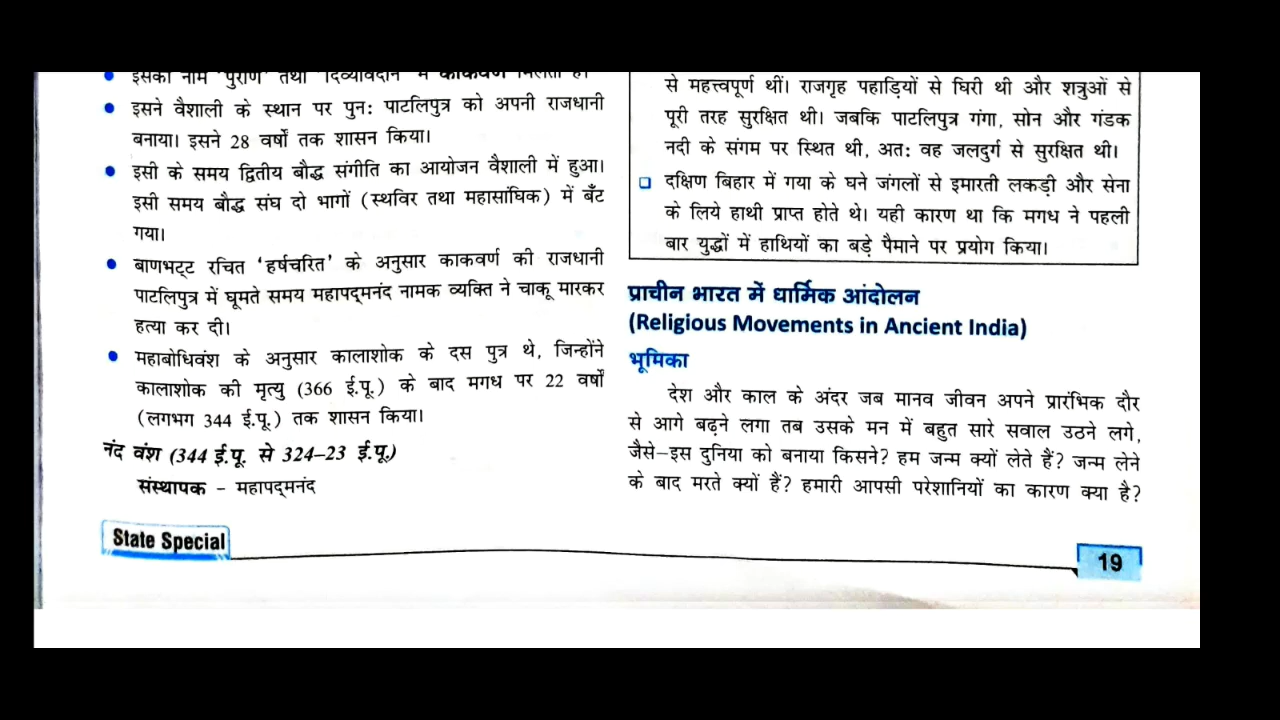 इसका नाम 'पुराण' तथा 'दिव्यावदान' में काकवर्ण मिलता है।
इसने वैशाली के स्थान पर पुनः पाटलिपुत्र को अपनी राजधानी
बनाया। इसने 28 वर्षों तक शासन किया।
इसी के समय द्वितीय बौद्ध संगीति का आयोजन वैशाली में हुआ।
इसी समय बौद्ध संघ दो भागों (स्थविर तथा महासांघिक) में बँट
गया।
बाणभट्ट रचित 'हर्षचरित' के अनुसार काकवर्ण की राजधानी
पाटलिपुत्र में घूमते समय महापद्मनंद नामक व्यक्ति ने चाकू मारकर
हत्या कर दी।
महाबोधिवंश के अनुसार कालाशोक के दस पुत्र थे, जिन्होंने
कालाशोक की मृत्यु (366 ई.पू.) के बाद मगध पर 22 वर्षों
(लगभग 344 ई.पू.) तक शासन किया।
नंद वंश (344 ई.पू. से 324–23 ई.पू.)
संस्थापक – महापद्मनंद
से महत्त्वपूर्ण थीं। राजगृह पहाड़ियों से घिरी थी और शत्रुओं से
पूरी तरह सुरक्षित थी। जबकि पाटलिपुत्र गंगा, सोन और गंडक
नदी के संगम पर स्थित थी, अतः वह जलदुर्ग से सुरक्षित थी।
दक्षिण बिहार में गया के घने जंगलों से इमारती लकड़ी और सेना
के लिये हाथी प्राप्त होते थे। यही कारण था कि मगध ने पहली
बार युद्धों में हाथियों का बड़े पैमाने पर प्रयोग किया।
प्राचीन भारत में धार्मिक आंदोलन
(Religious Movements in Ancient India)
भूमिका
देश और काल के अंदर जब मानव जीवन अपने प्रारंभिक दौर
से आगे बढ़ने लगा तब उसके मन में बहुत सारे सवाल उठने लगे,
जैसे–इस दुनिया को बनाया किसने? हम जन्म क्यों लेते हैं? जन्म लेने
के बाद मरते क्यों हैं? हमारी आपसी परेशानियों का कारण क्या है?
State Special
19